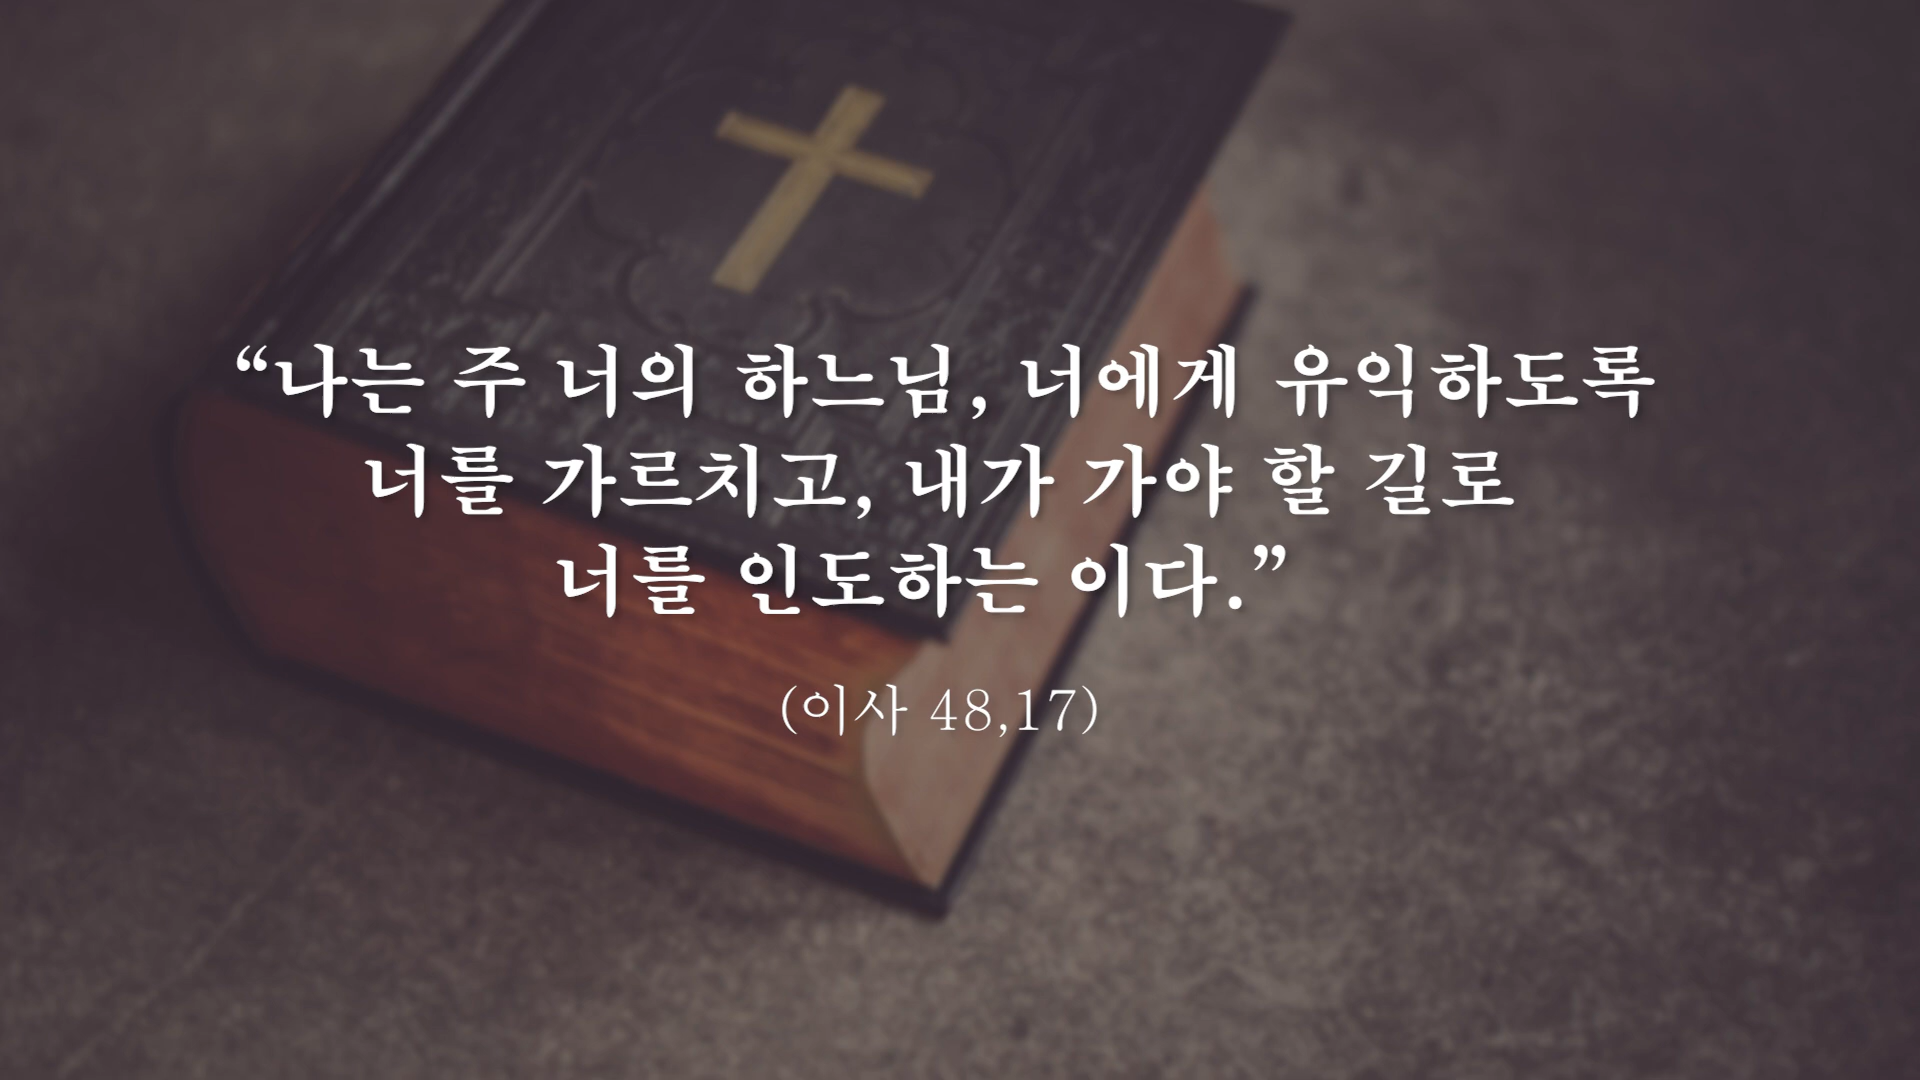 “나는 주 너의 하느님, 너에게 유익하도록
너를 가르치고, 내가 가야 할 길로
너를 인도하는 이다.”
(이사 48,17)